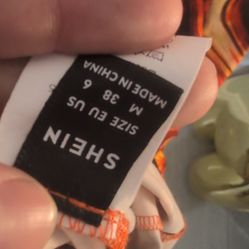 SHEIN
SIZE EU US
M 38 6
MADE IN CHINA